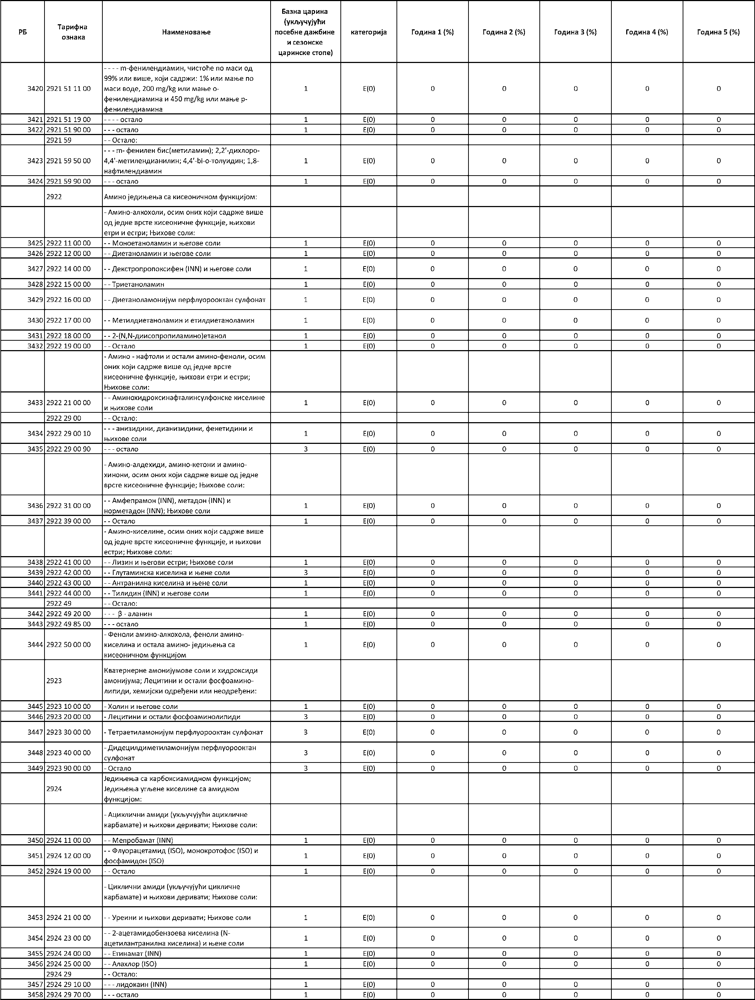 РБ Тарифна ознака Наименовање Базна царина (укључујући посебне дажбине и сезонске царинске стопе) категорија Година 1 (%) Година 2 (%) Година 3 (%) Година 4 (%) Година 5 (%)
3420 2921 51 11 00 - - - - m-фенилендиамин, чистоће по маси од
99% или више, који садржи: 1% или мање по
маси воде, 200 mg/kg или мање о-
фенилендиамина и 450 mg/kg или мање р-
фенилендиамина 1 E(0) 0 0 0 0 0
3421 2921 51 19 00 - - - - остало 1 E(0) 0 0 0 0 0
3422 2921 51 90 00 - - - остало 1 E(0) 0 0 0 0 0
2921 59 - - Остало:
3423 2921 59 50 00 - - - m- фенилен бис(метиламин); 2,2'-дихлоро-
4,4'-метилендианилин; 4,4'-bi-o-толуидин; 1,8-
нафтилендиамин 1 E(0) 0 0 0 0 0
3424 2921 59 90 00 - - - остало 1 E(0) 0 0 0 0 0
2922 Амино једињења са кисеоничном функцијом:
- Амино-алкохоли, осим оних који садрже више
од једне врсте кисеоничне функције, њихови
етри и естри; Њихове соли:
3425 2922 11 00 00 - - Моноетаноламин и његове соли 1 E(0) 0 0 0 0 0
3426 2922 12 00 00 - - Диетаноламин и његове соли 1 E(0) 0 0 0 0 0
3427 2922 14 00 00 - - Декстропропоксифен (INN) и његове соли 1 E(0) 0 0 0 0 0
3428 2922 15 00 00 - - Триетаноламин 1 E(0) 0 0 0 0 0
3429 2922 16 00 00 - - Диетаноламонијум перфлуорооктан сулфонат 1 E(0) 0 0 0 0 0
3430 2922 17 00 00 - - Метилдиетаноламин и етилдиетаноламин 1 E(0) 0 0 0 0 0
3431 2922 18 00 00 - - 2-(N,N-диисопропиламино)етанол 1 E(0) 0 0 0 0 0
3432 2922 19 00 00 - - Остало 1 E(0) 0 0 0 0 0
- Амино - нафтоли и остали амино-феноли, осим
оних који садрже више од једне врсте
кисеоничне функције, њихови етри и естри;
Њихове соли:
3433 2922 21 00 00 - - Аминохидроксинафталинсулфонске киселине
и њихове соли 1 E(0) 0 0 0 0 0
2922 29 00 - - Остало:
3434 2922 29 00 10 - - - анизидини, дианизидини, фенетидини и
њихове соли 1 E(0) 0 0 0 0 0
3435 2922 29 00 90 - - - остало 3 E(0) 0 0 0 0 0
- Амино-алдехиди, амино-кетони и амино-
хинони, осим оних који садрже више од једне
врсте кисеоничне функције; Њихове соли:
3436 2922 31 00 00 - - Амфепрамон (INN), метадон (INN) и
норметадон (INN); Њихове соли 1 E(0) 0 0 0 0 0
3437 2922 39 00 00 - - Остало 1 E(0) 0 0 0 0 0
- Амино-киселине, осим оних који садрже више
од једне врсте кисеоничне функције, и њихови
естри; Њихове соли:
3438 2922 41 00 00 - - Лизин и његови естри; Њихове соли 1 E(0) 0 0 0 0 0
3439 2922 42 00 00 - - Глутаминска киселина и њене соли 3 E(0) 0 0 0 0 0
3440 2922 43 00 00 - - Антранилна киселина и њене соли 1 E(0) 0 0 0 0 0
3441 2922 44 00 00 - - Тилидин (INN) и његове соли 1 E(0) 0 0 0 0 0
2922 49 - - Остало:
3442 2922 49 20 00 - - - β - аланин 1 E(0) 0 0 0 0 0
3443 2922 49 85 00 - - - остало 1 E(0) 0 0 0 0 0
3444 2922 50 00 00 - Феноли амино-алкохола, феноли амино-
киселина и остала амино- једињења са
кисеоничном функцијом 1 E(0) 0 0 0 0 0
2923 Кватернерне амонијумове соли и хидроксиди
амонијума; Лецитини и остали фосфоамино-
липиди, хемијски одређени или неодређени:
3445 2923 10 00 00 - Холин и његове соли 1 E(0) 0 0 0 0 0
3446 2923 20 00 00 - Лецитини и остали фосфоаминолипиди 3 E(0) 0 0 0 0 0
3447 2923 30 00 00 - Тетраетиламонијум перфлуорооктан сулфонат 3 E(0) 0 0 0 0 0
3448 2923 40 00 00 - Дидецилдиметиламонијум перфлуорооктан
сулфонат 3 E(0) 0 0 0 0 0
3449 2923 90 00 00 - Остало 3 E(0) 0 0 0 0 0
2924 Једињења са карбоксиамидном функцијом;
Једињења угљене киселине са амидном
функцијом:
- Ациклични амиди (укључујући ацикличне
карбамате) и њихови деривати; Њихове соли:
3450 2924 11 00 00 - - Мепробамат (INN) 1 E(0) 0 0 0 0 0
3451 2924 12 00 00 - - Флуорацетамид (ISO), монокротофос (ISO) и
фосфамидон (ISO) 1 E(0) 0 0 0 0 0
3452 2924 19 00 00 - - Остало 1 E(0) 0 0 0 0 0
- Циклични амиди (укључујући цикличне
карбамате) и њихови деривати; Њихове соли:
3453 2924 21 00 00 - - Уреини и њихови деривати; Њихове соли 1 E(0) 0 0 0 0 0
3454 2924 23 00 00 - - 2-ацетамидобензоева киселина (N-
ацетилантранилна киселина) и њене соли 1 E(0) 0 0 0 0 0
3455 2924 24 00 00 - - Етинамат (INN) 1 E(0) 0 0 0 0 0
3456 2924 25 00 00 - - Алахлор (ISO) 1 E(0) 0 0 0 0 0
2924 29 - - Остало:
3457 2924 29 10 00 - - - лидокаин (INN) 1 E(0) 0 0 0 0 0
3458 2924 29 70 00 - - - остало 1 E(0) 0 0 0 0 0